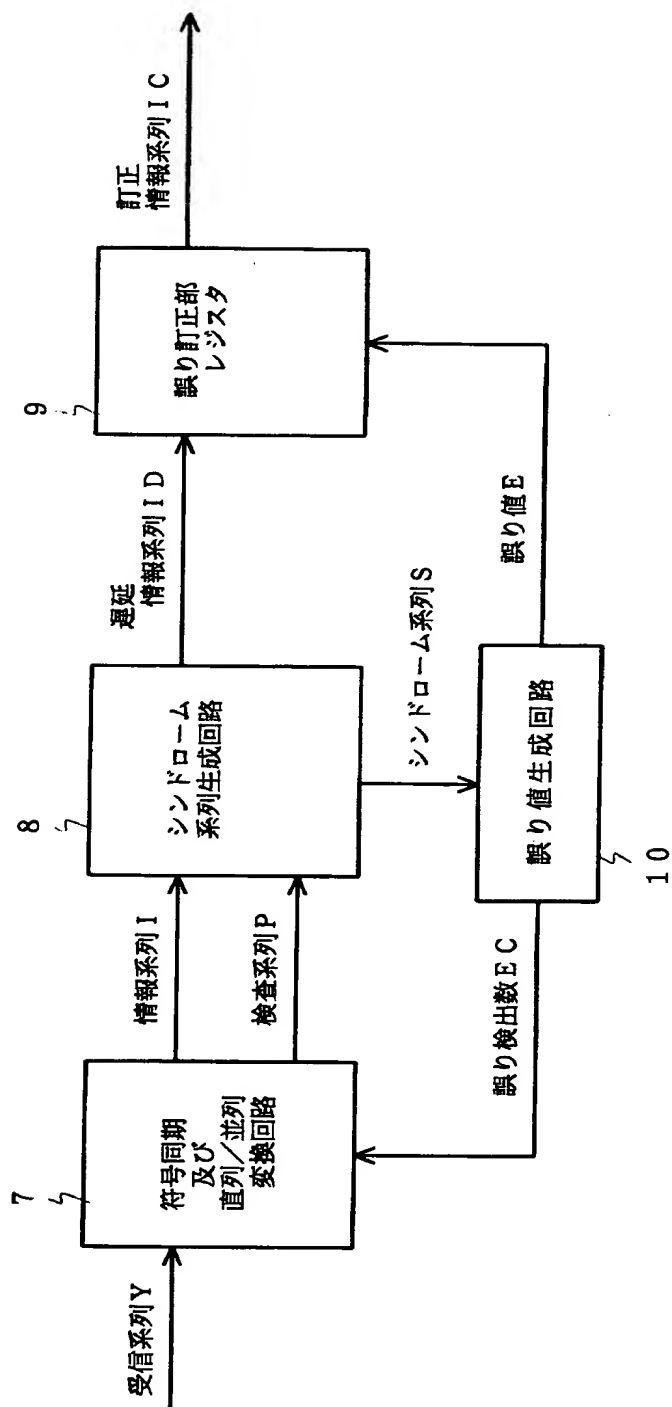 受信系列Y
7
符号同期
及び
直列／並列
変換回路
情報系列I
検査系列P
8
シンドローム
系列生成回路
遅延
情報系列ID
9
誤り訂正部
レジスタ
訂正
情報系列IC
シンドローム系列S
誤り検出数EC
誤り値生成回路
10
誤り値E